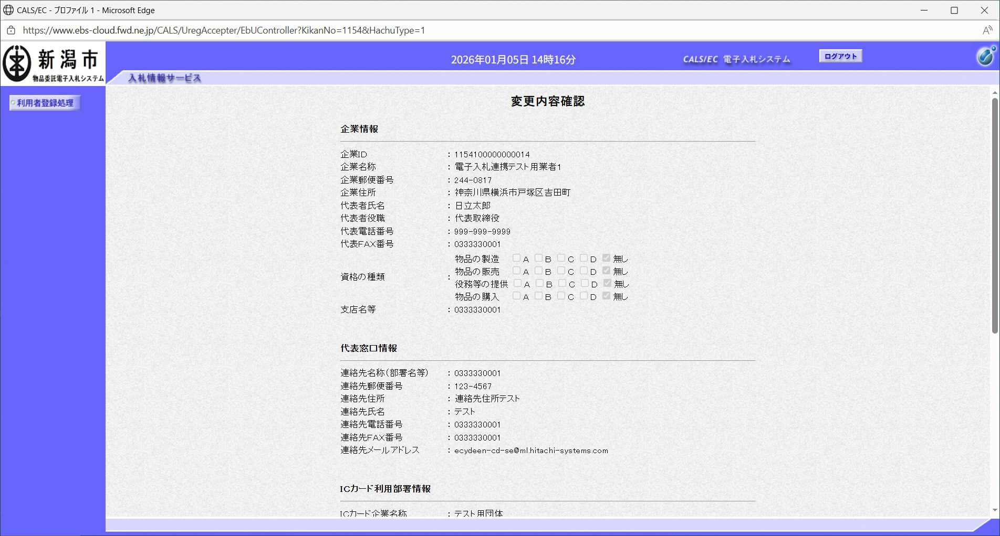 CALS/EC - プロファイル 1 - Microsoft Edge
https://www.ebs-cloud.fwd.ne.jp/CALS/UregAccepter/EbUController?KikanNo=1154&HachuType=1
新潟市
物品委託電子入札システム
2026年01月05日 14時16分
CALS/EC 電子入札システム
ログアウト
入札情報サービス
利用者登録処理
変更内容確認
企業情報
企業ID : 1154100000000014
企業名称 : 電子入札連携テスト用業者1
企業郵便番号 : 244-0817
企業住所 : 神奈川県横浜市戸塚区吉田町
代表者氏名 : 日立太郎
代表者役職 : 代表取締役
代表電話番号 : 999-999-9999
代表FAX番号 : 0333330001
資格の種類 :
物品の製造 A B C D 無し
物品の販売 A B C D 無し
役務等の提供 A B C D 無し
物品の購入 A B C D 無し
支店名等 : 0333330001
代表窓口情報
連絡先名称(部署名等) : 0333330001
連絡先郵便番号 : 123-4567
連絡先住所 : 連絡先住所テスト
連絡先氏名 : テスト
連絡先電話番号 : 0333330001
連絡先FAX番号 : 0333330001
連絡先メールアドレス : ecydeen-cd-se@ml.hitachi-systems.com
ICカード利用部署情報
ICカード企業名称 : テスト用団体